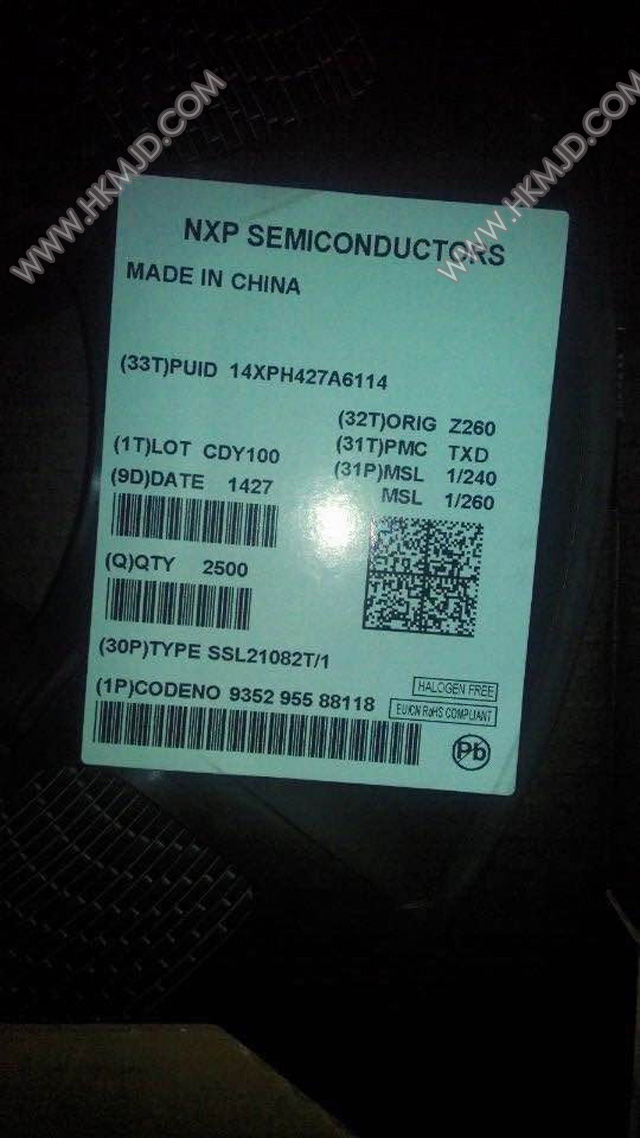 WWW.HKMJD.COM
WWW.HKMJD.COM
NXP SEMICONDUCTORS
MADE IN CHINA
(33T)PUID 14XPH427A6114
(32T)ORIG Z260
(1T)LOT CDY100
(31T)PMC TXD
(9D)DATE 1427
(31P)MSL 1/240
MSL 1/260
(Q)QTY 2500
(30P)TYPE SSL21082T/1
(1P)CODENO 9352 955 88118
HALOGEN FREE
EU/CN RoHS COMPLIANT
Pb